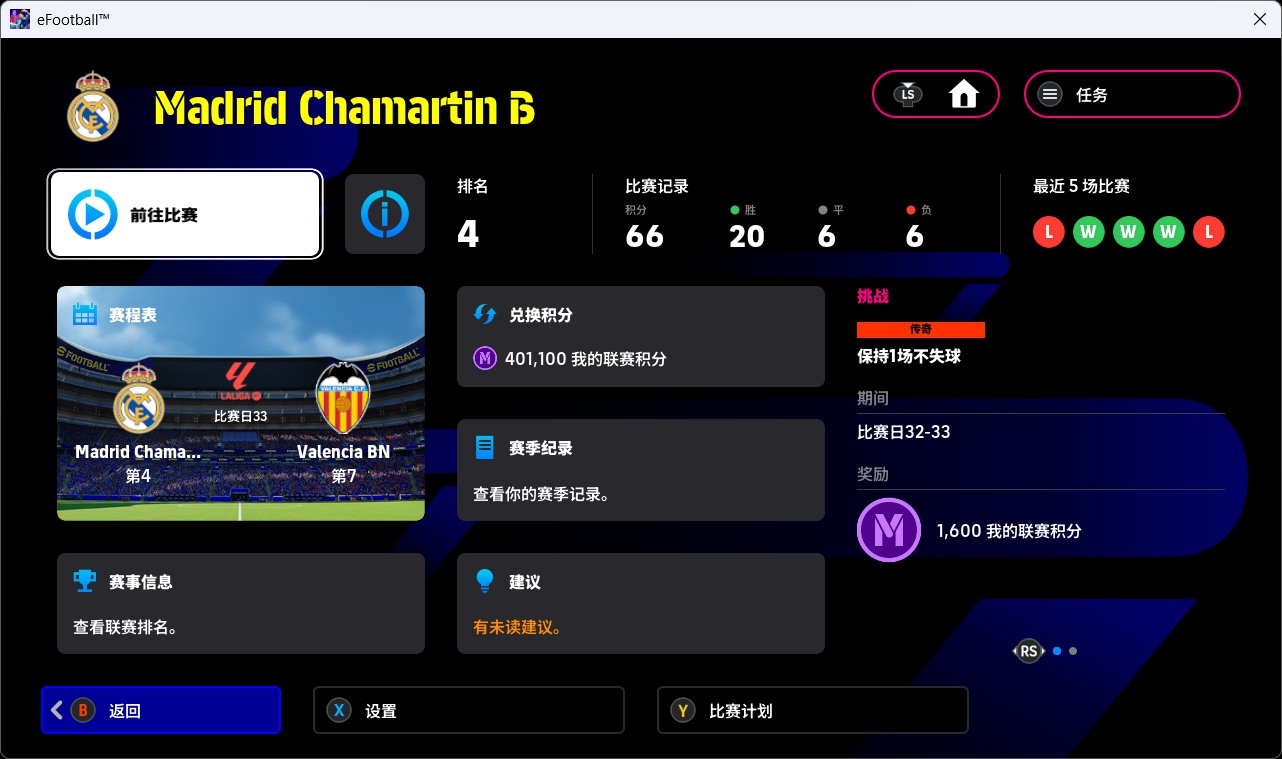 eFootball™
Madrid Chamartin B
LS
任务
前往比赛
排名
4
比赛记录
积分
胜
平
负
66
20
6
6
最近 5 场比赛
L W W W L
赛程表
eFOOTBALL
eFOOTBALL
LALIGA
VALENCIA C.F.
比赛日33
Madrid Chama...
Valencia BN
第4
第7
兑换积分
401,100 我的联赛积分
赛季纪录
查看你的赛季记录。
挑战
传奇
保持1场不失球
期间
比赛日32-33
奖励
1,600 我的联赛积分
赛事信息
查看联赛排名。
建议
有未读建议。
RS
B 返回
X 设置
Y 比赛计划